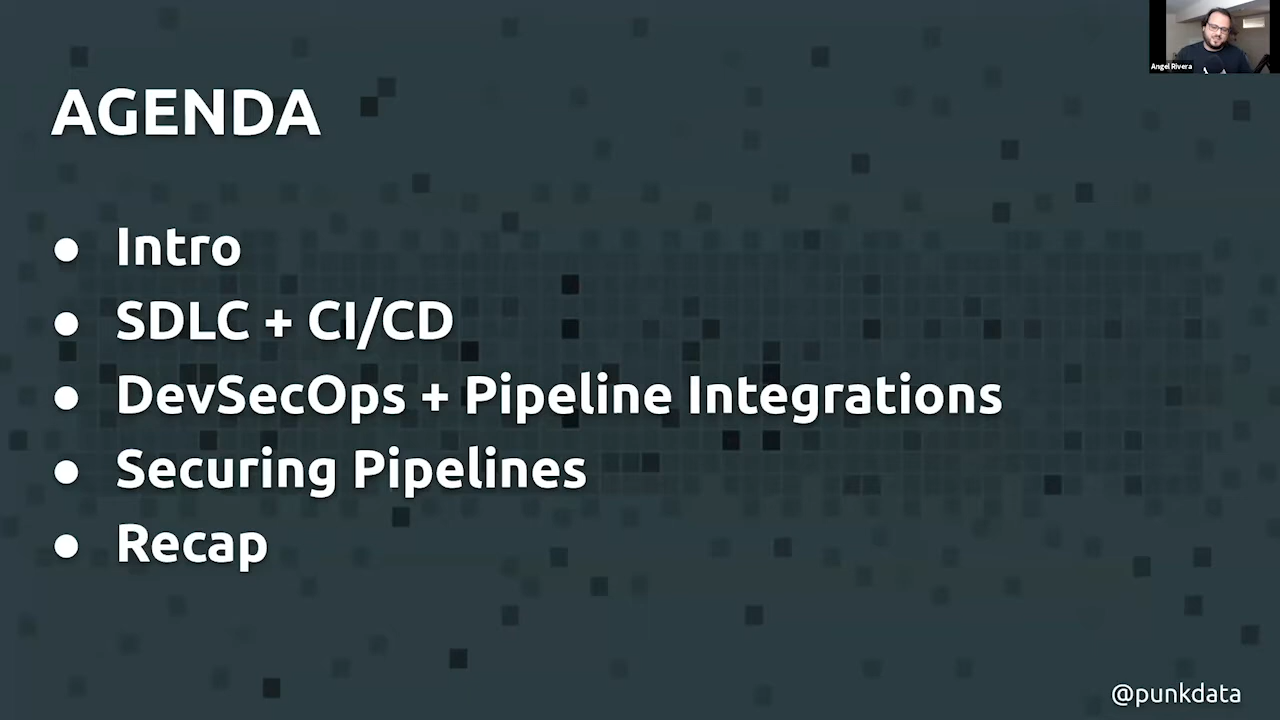 Angel Rivera
AGENDA
● Intro
● SDLC + CI/CD
● DevSecOps + Pipeline Integrations
● Securing Pipelines
● Recap
@punkdata